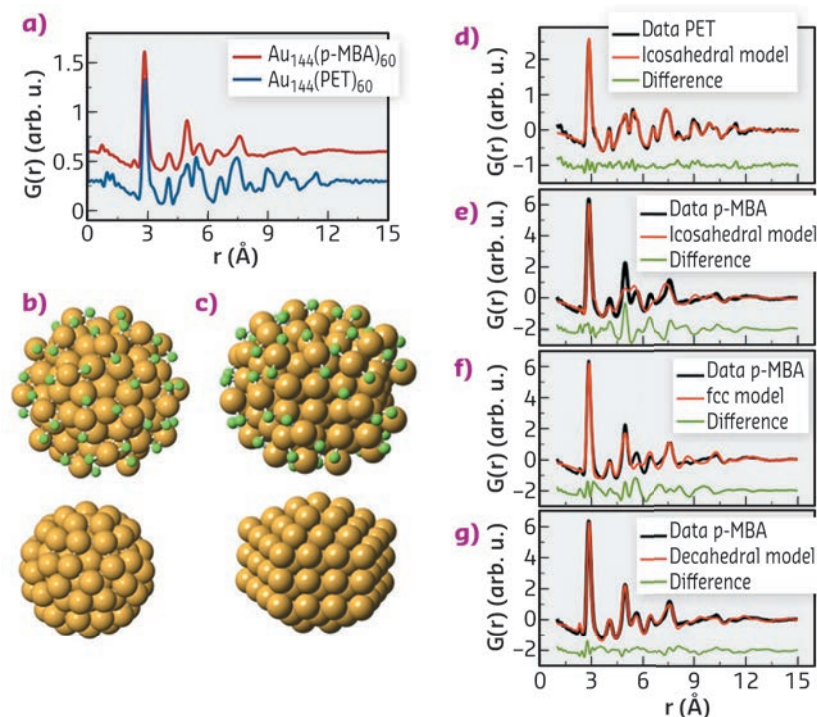 a)
Au144(p-MBA)60
Au144(PET)60
G(r) (arb. u.)
1.5
1
0.5
0
0 3 6 9 12 15
r (Å)
b)
c)
d)
Data PET
Icosahedral model
Difference
G(r) (arb. u.)
2
1
0
−1
e)
Data p-MBA
Icosahedral model
Difference
G(r) (arb. u.)
6
4
2
0
−2
f)
Data p-MBA
fcc model
Difference
G(r) (arb. u.)
6
4
2
0
−2
g)
Data p-MBA
Decahedral model
Difference
G(r) (arb. u.)
6
4
2
0
−2
0 3 6 9 12 15
r (Å)